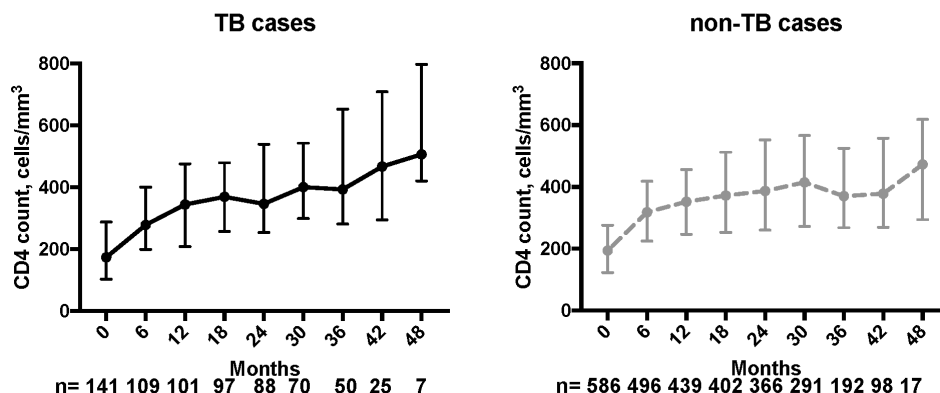 TB cases
CD4 count, cells/mm³
800
600
400
200
0
0 6 12 18 24 30 36 42 48
Months
n= 141 109 101 97 88 70 50 25 7
non-TB cases
CD4 count, cells/mm³
800
600
400
200
0
0 6 12 18 24 30 36 42 48
Months
n= 586 496 439 402 366 291 192 98 17